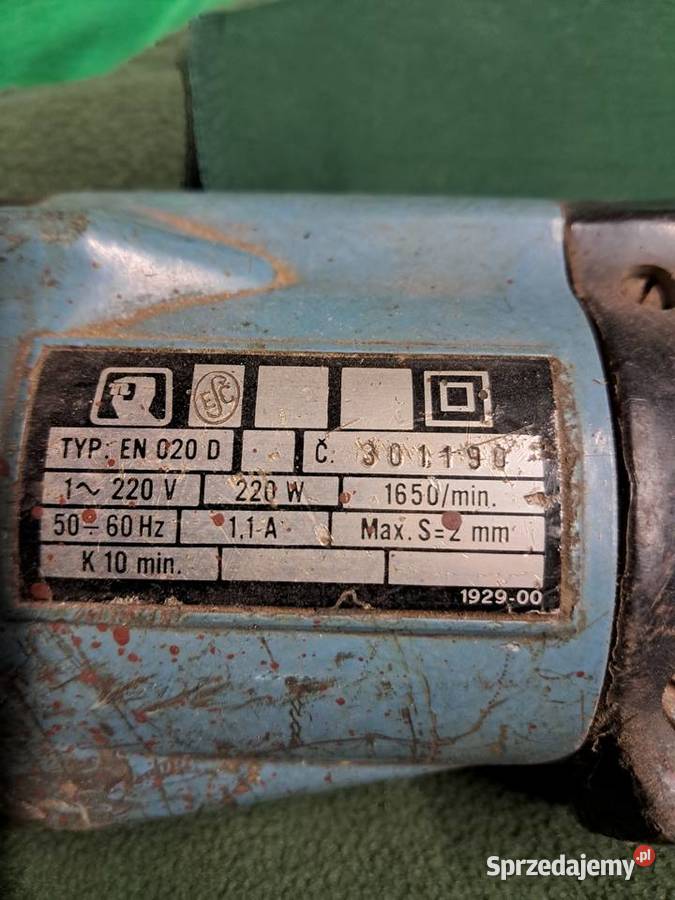 ESČ
TYP: EN 020 D Č. 301190
1~ 220 V 220 W 1650/min.
50÷60 Hz 1,1 A Max. S=2 mm
K 10 min.
1929-00
Sprzedajemy.pl